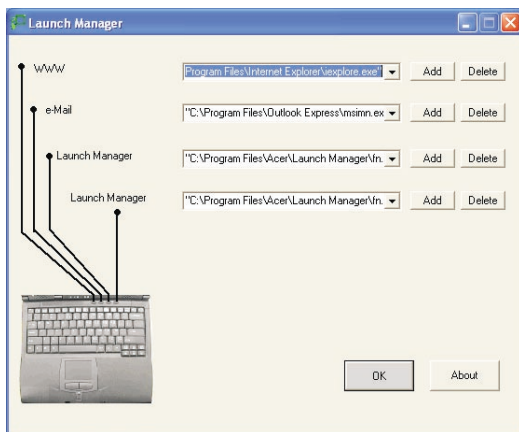 Launch Manager
WWW Program Files\Internet Explorer\iexplore.exe" Add Delete
e-Mail "C:\Program Files\Outlook Express\msimn.ex Add Delete
Launch Manager "C:\Program Files\Acer\Launch Manager\fn. Add Delete
Launch Manager "C:\Program Files\Acer\Launch Manager\fn. Add Delete
OK About